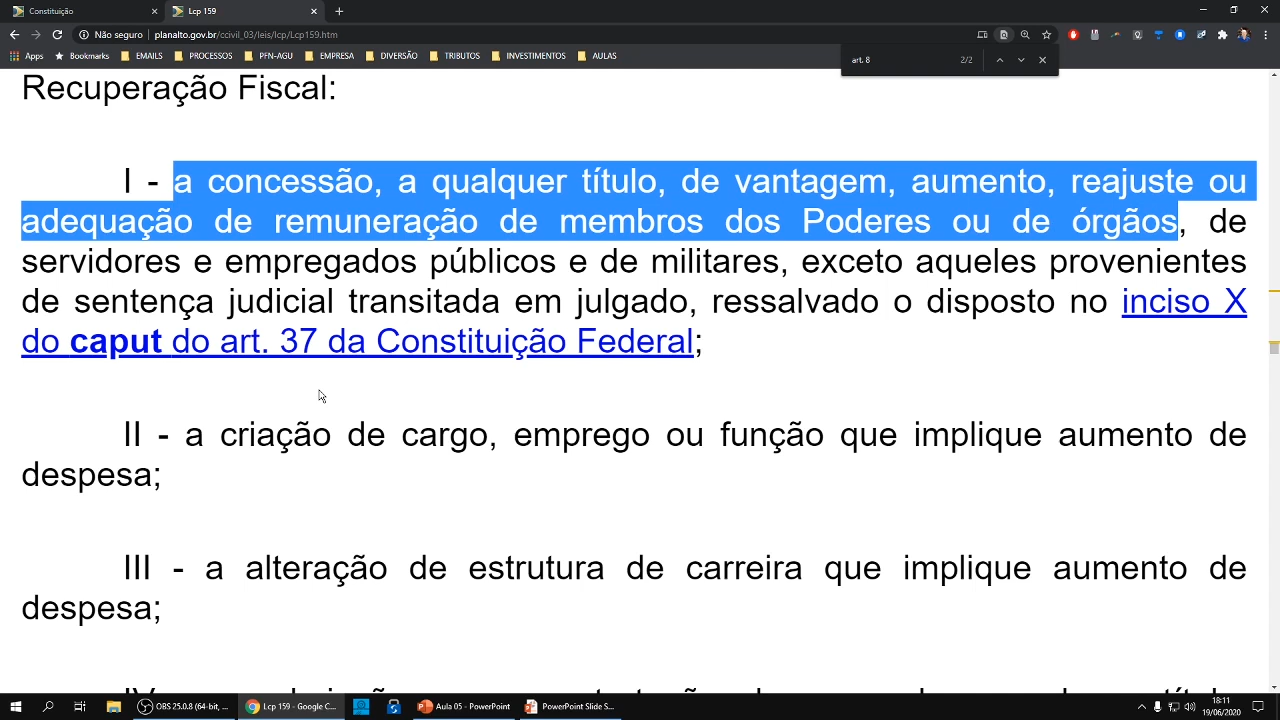 Constituição
Lcp 159
Não seguro | planalto.gov.br/ccivil_03/leis/lcp/Lcp159.htm
Apps Bookmarks EMAILS PROCESSOS PFN-AGU EMPRESA DIVERSÃO TRIBUTOS INVESTIMENTOS AULAS
art. 8 2/2
Recuperação Fiscal:
I - a concessão, a qualquer título, de vantagem, aumento, reajuste ou
adequação de remuneração de membros dos Poderes ou de órgãos, de
servidores e empregados públicos e de militares, exceto aqueles provenientes
de sentença judicial transitada em julgado, ressalvado o disposto no inciso X
do caput do art. 37 da Constituição Federal;
II - a criação de cargo, emprego ou função que implique aumento de
despesa;
III - a alteração de estrutura de carreira que implique aumento de
despesa;
OBS 25.0.8 (64-bit, ... Lcp 159 - Google C... Aula 05 - PowerPoint PowerPoint Slide S...
18:11
19/06/2020